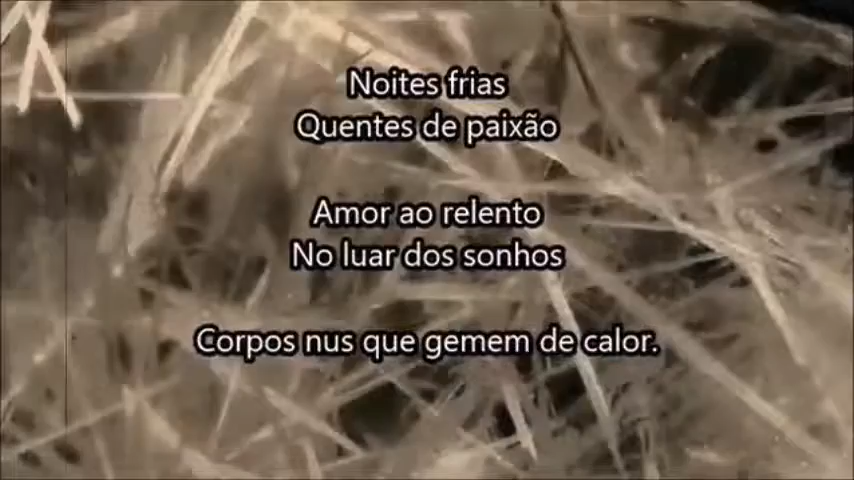 Noites frias
Quentes de paixão
Amor ao relento
No luar dos sonhos
Corpos nus que gemem de calor.